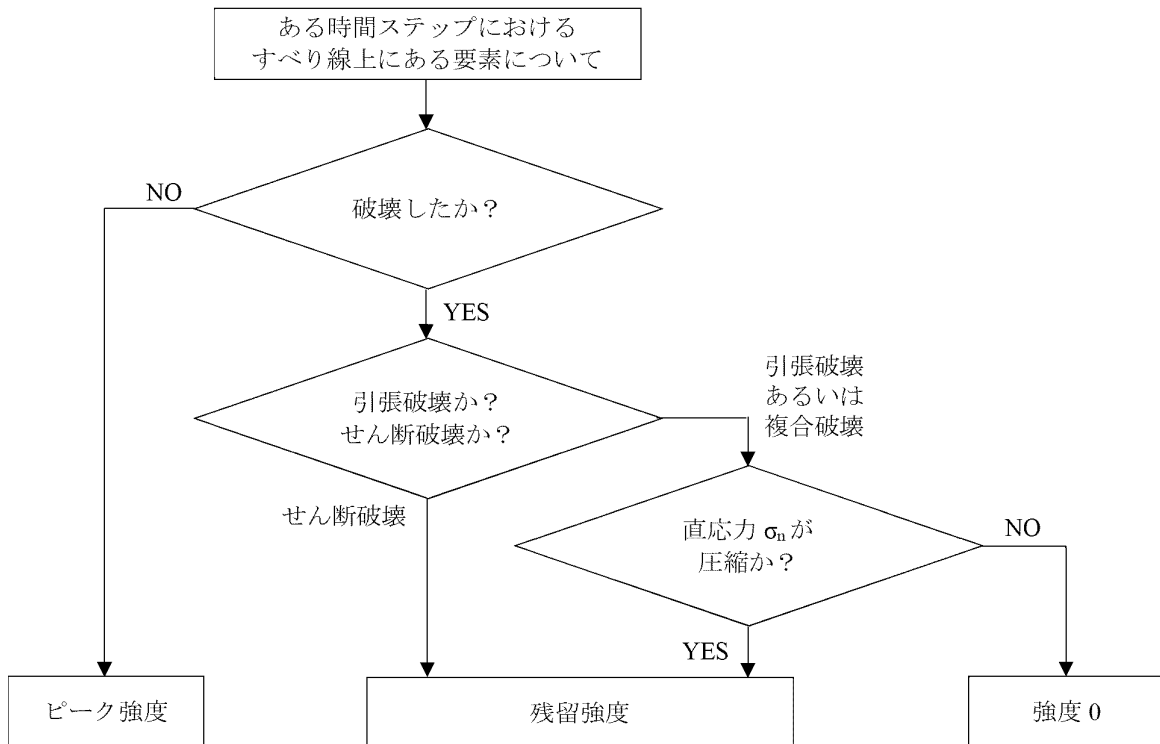 ある時間ステップにおける
すべり線上にある要素について
NO
破壊したか？
YES
引張破壊か？
せん断破壊か？
引張破壊
あるいは
複合破壊
せん断破壊
直応力 σn が
圧縮か？
NO
YES
ピーク強度
残留強度
強度 0